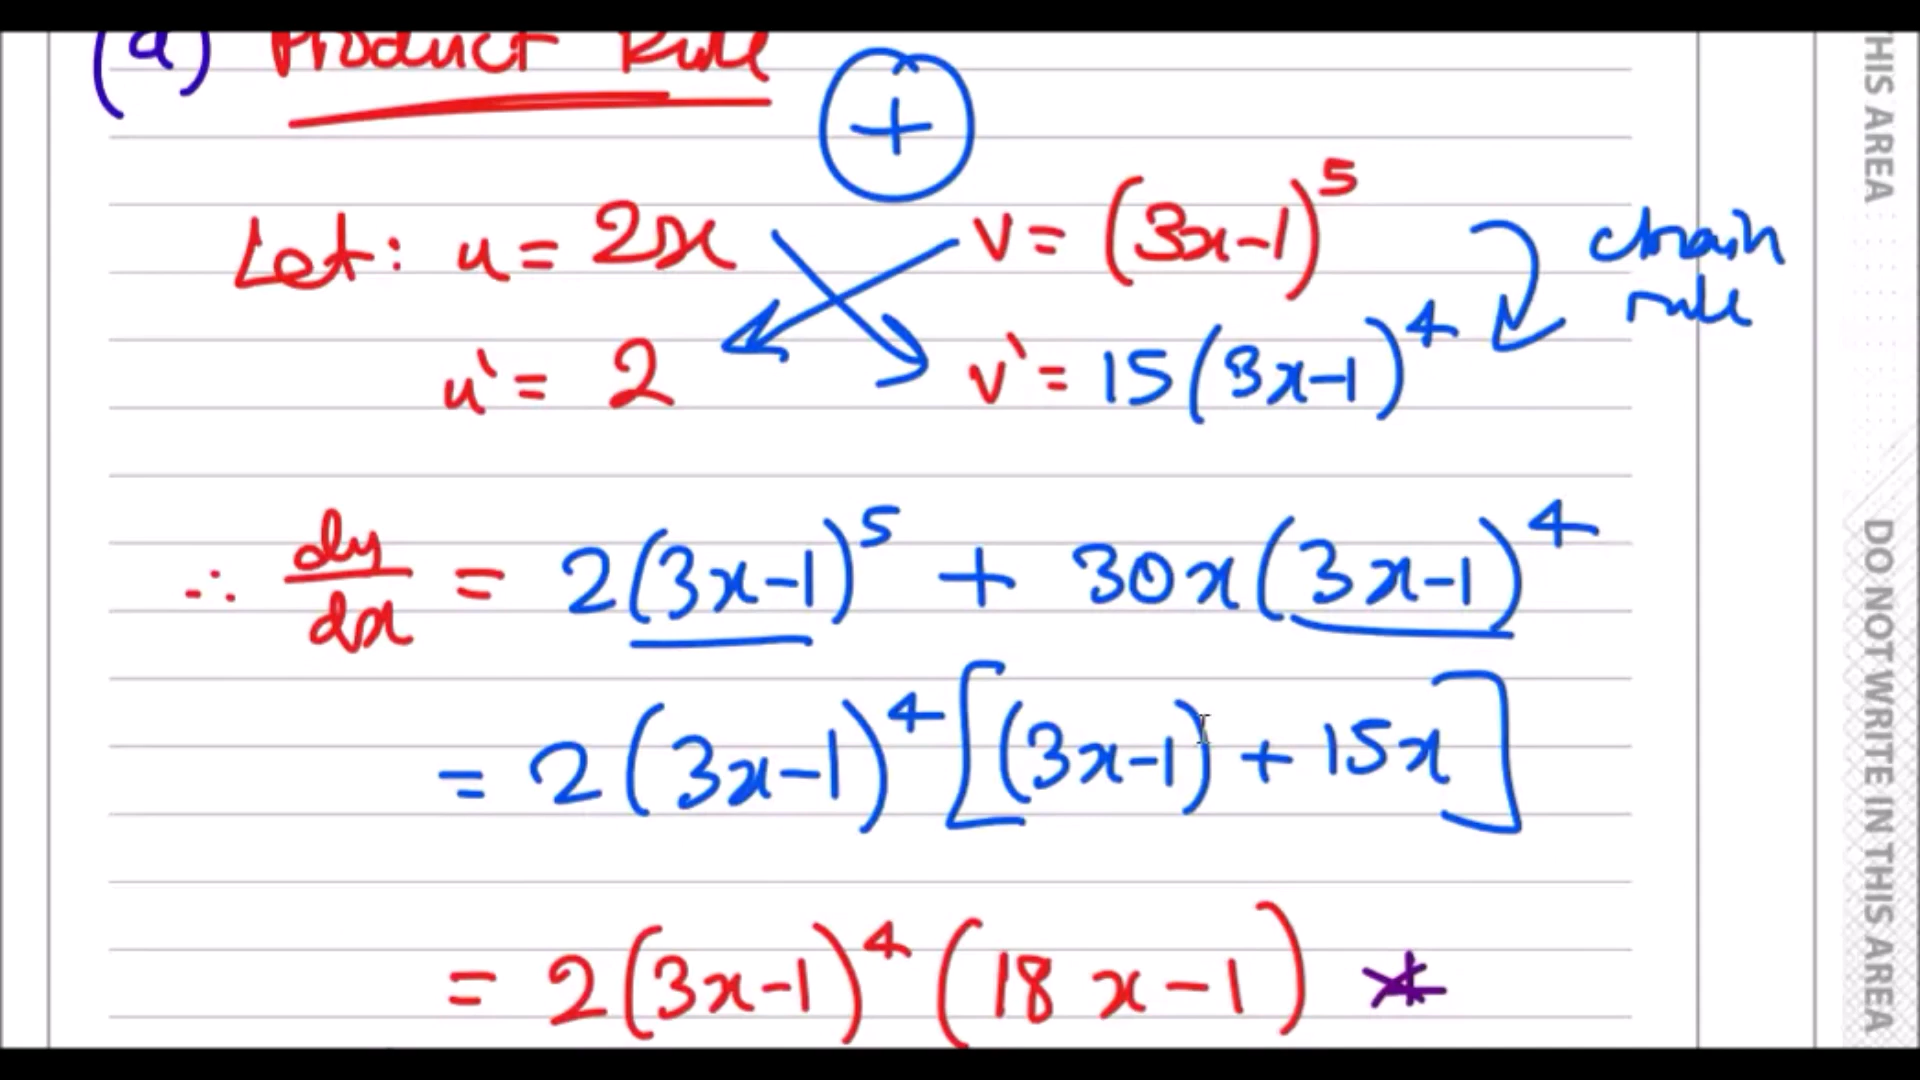 (a) Product Rule
+
Let: u = 2x v = (3x-1)^5 chain rule
u' = 2 v' = 15(3x-1)^4
∴ dy/dx = 2(3x-1)^5 + 30x(3x-1)^4
= 2(3x-1)^4 [(3x-1) + 15x]
= 2(3x-1)^4 (18x-1) *
HIS AREA
DO NOT WRITE IN THIS AREA